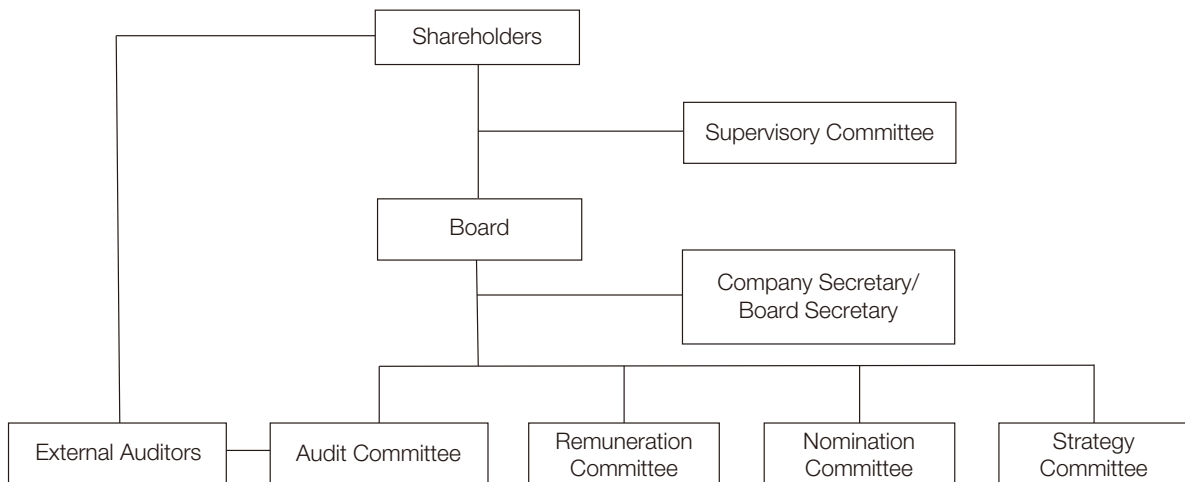 Shareholders
Supervisory Committee
Board
Company Secretary/
Board Secretary
External Auditors
Audit Committee
Remuneration
Committee
Nomination
Committee
Strategy
Committee